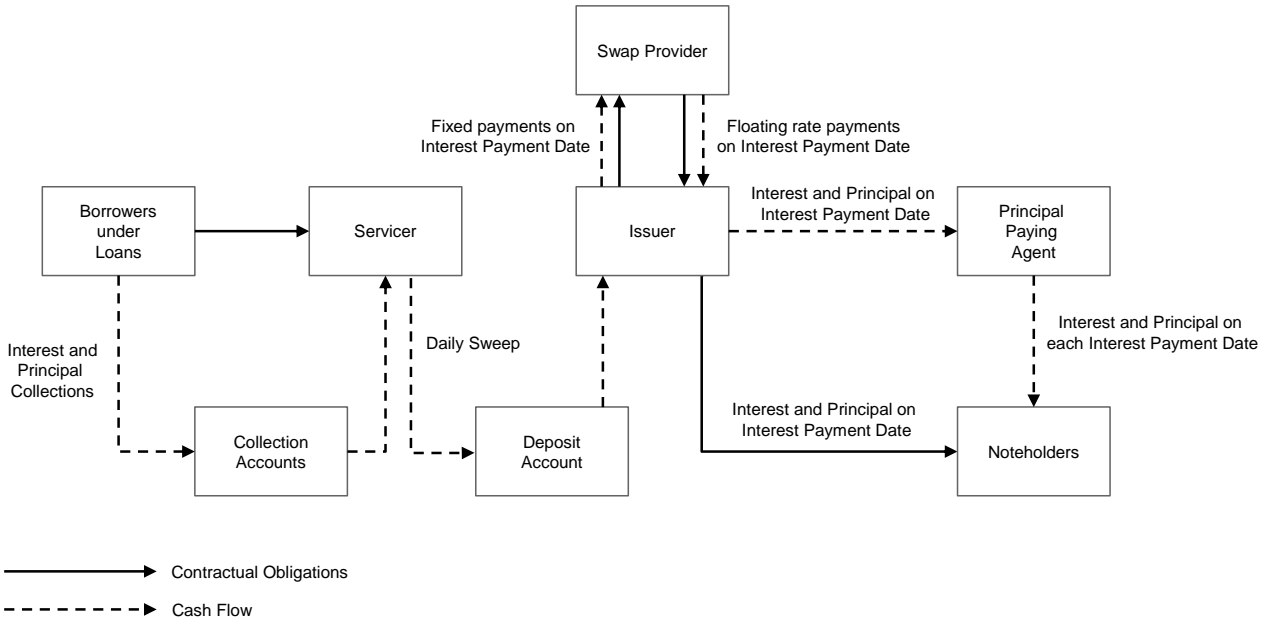 Swap Provider
Fixed payments on
Interest Payment Date
Floating rate payments
on Interest Payment Date
Borrowers
under
Loans
Servicer
Issuer
Interest and Principal on
Interest Payment Date
Principal
Paying
Agent
Interest and
Principal
Collections
Daily Sweep
Interest and Principal on
each Interest Payment Date
Collection
Accounts
Deposit
Account
Interest and Principal on
Interest Payment Date
Noteholders
Contractual Obligations
Cash Flow